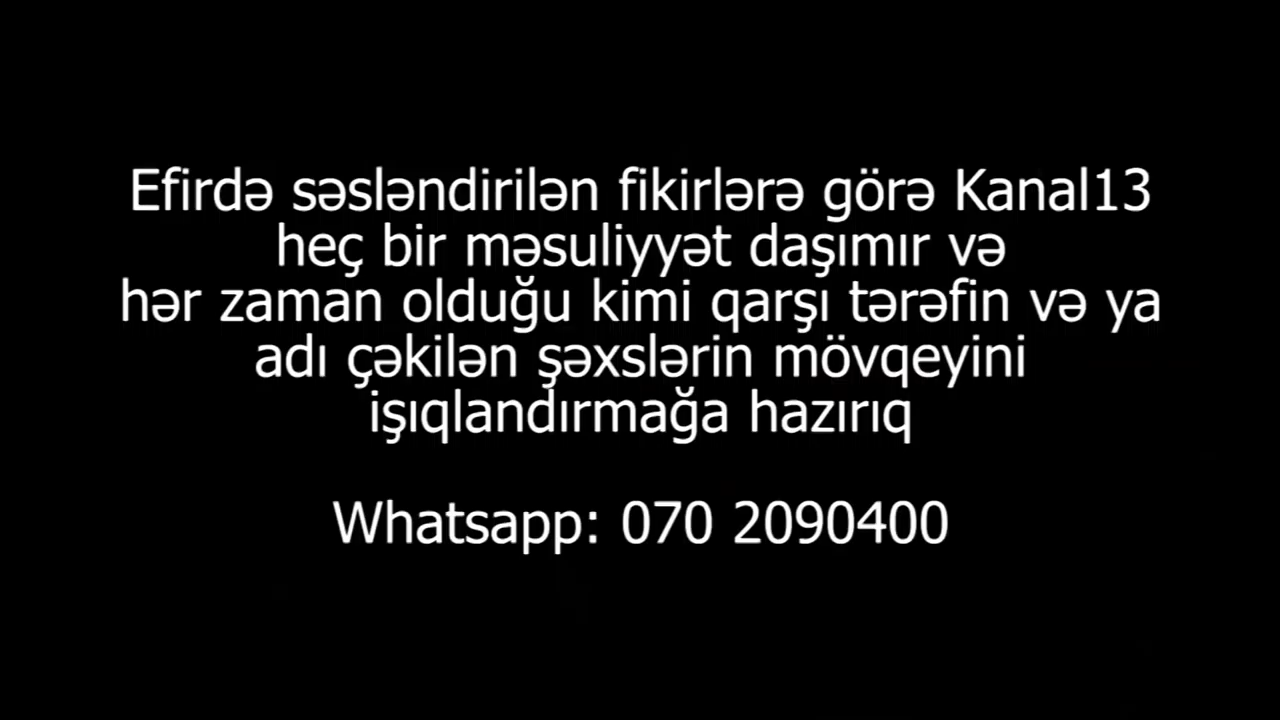 Efirdə səsləndirilən fikirlərə görə Kanal13
heç bir məsuliyyət daşımır və
hər zaman olduğu kimi qarşı tərəfin və ya
adı çəkilən şəxslərin mövqeyini
işıqlandırmağa hazırıq
Whatsapp: 070 2090400